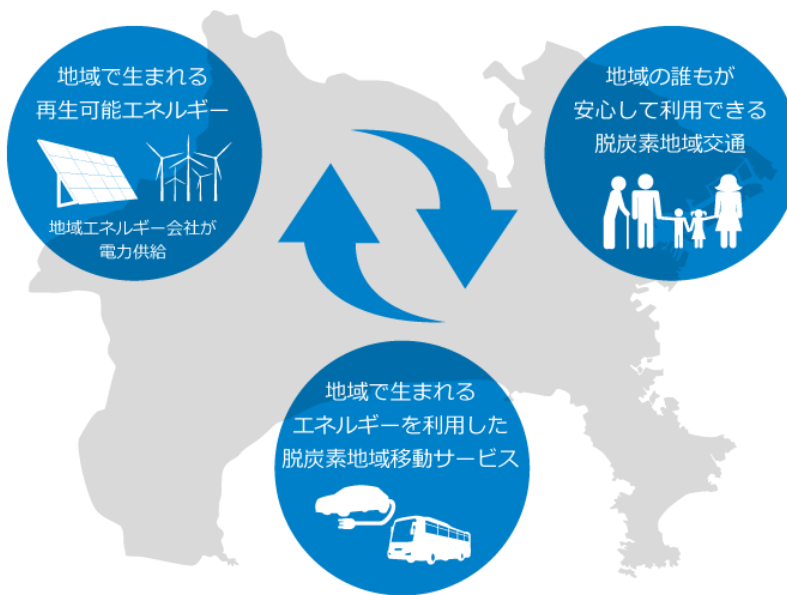 地域で生まれる
再生可能エネルギー
地域エネルギー会社が
電力供給
地域の誰もが
安心して利用できる
脱炭素地域交通
地域で生まれる
エネルギーを利用した
脱炭素地域移動サービス